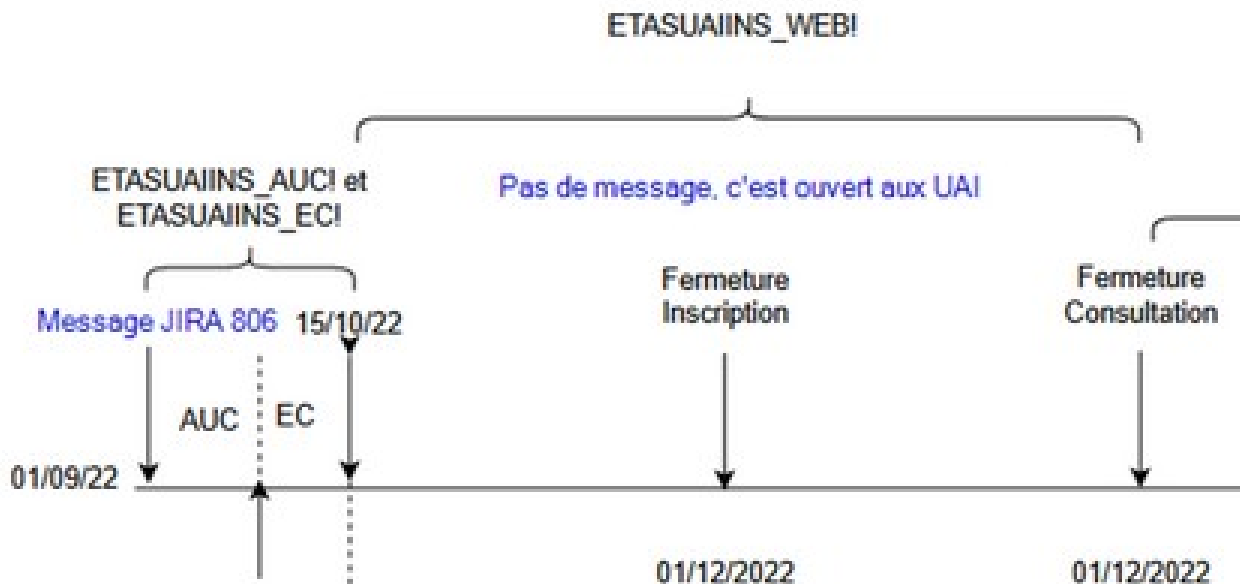 ETASUAIINS_WEB!
ETASUAIINS_AUC! et
ETASUAIINS_EC!
Pas de message, c'est ouvert aux UAI
Fermeture
Inscription
Fermeture
Consultation
Message JIRA 806
15/10/22
AUC
EC
01/09/22
01/12/2022
01/12/2022